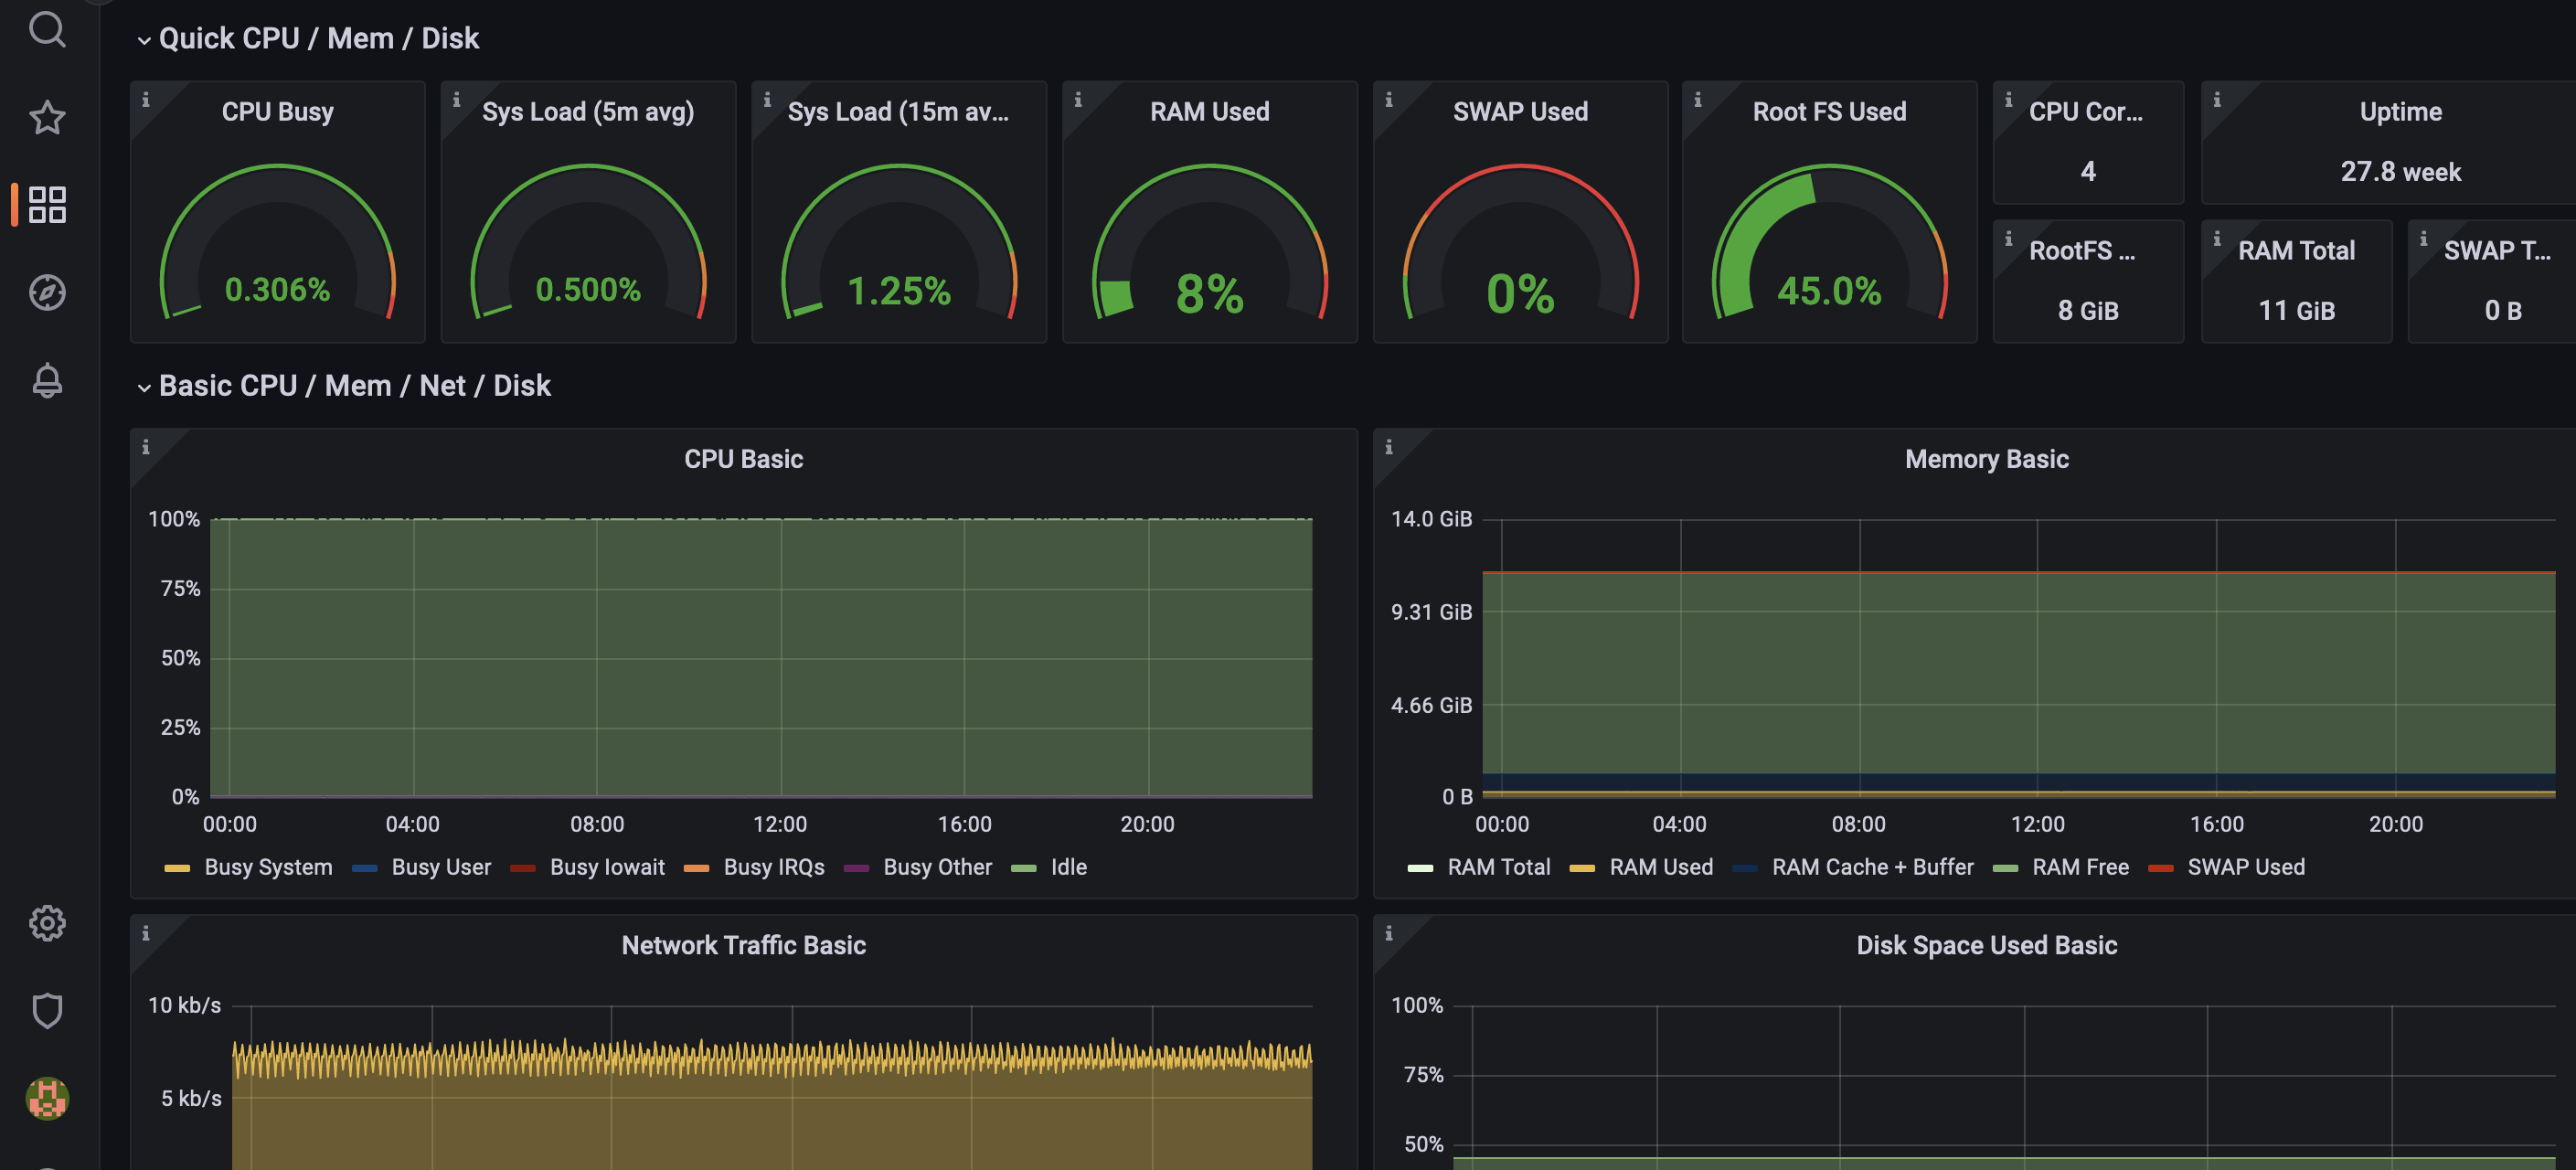 Quick CPU / Mem / Disk
CPU Busy
0.306%
Sys Load (5m avg)
0.500%
Sys Load (15m av...
1.25%
RAM Used
8%
SWAP Used
0%
Root FS Used
45.0%
CPU Cor...
4
Uptime
27.8 week
RootFS ...
8 GiB
RAM Total
11 GiB
SWAP T...
0 B
Basic CPU / Mem / Net / Disk
CPU Basic
100%
75%
50%
25%
0%
00:00 04:00 08:00 12:00 16:00 20:00
Busy System Busy User Busy Iowait Busy IRQs Busy Other Idle
Memory Basic
14.0 GiB
9.31 GiB
4.66 GiB
0 B
00:00 04:00 08:00 12:00 16:00 20:00
RAM Total RAM Used RAM Cache + Buffer RAM Free SWAP Used
Network Traffic Basic
10 kb/s
5 kb/s
Disk Space Used Basic
100%
75%
50%